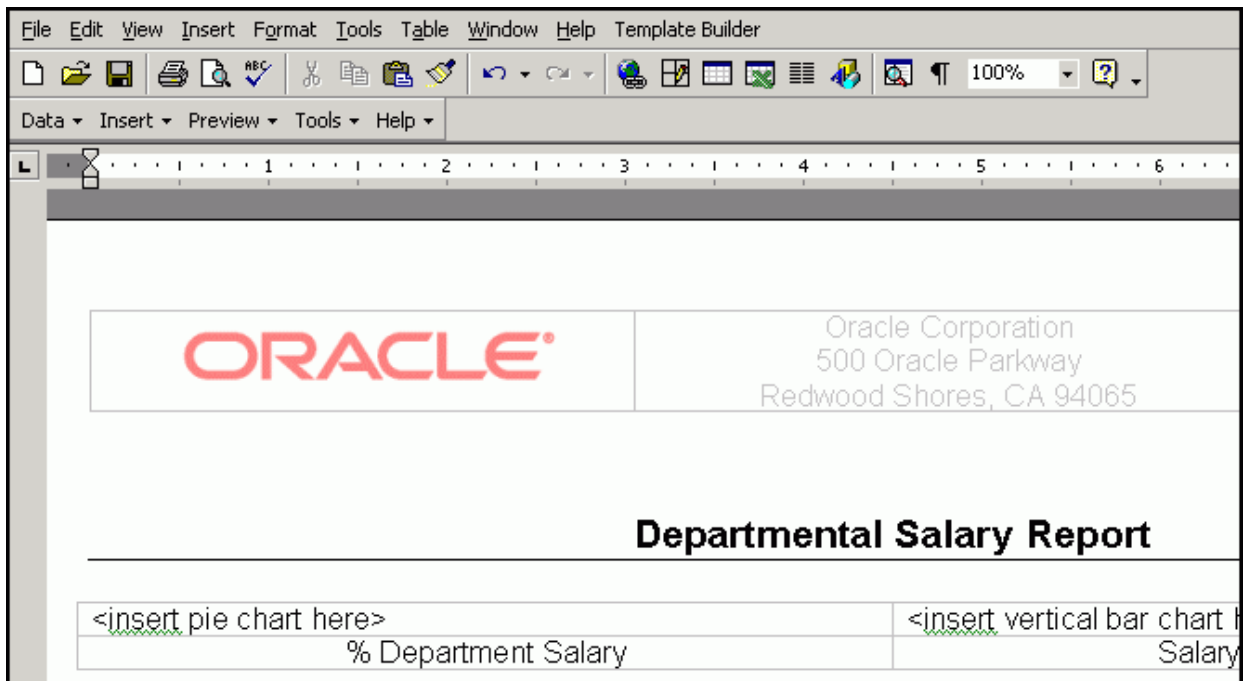 File Edit View Insert Format Tools Table Window Help Template Builder
ABC 100%
Data Insert Preview Tools Help
L 1 2 3 4 5 6
ORACLE®
Oracle Corporation
500 Oracle Parkway
Redwood Shores, CA 94065
Departmental Salary Report
<insert pie chart here> <insert vertical bar chart
% Department Salary Salary